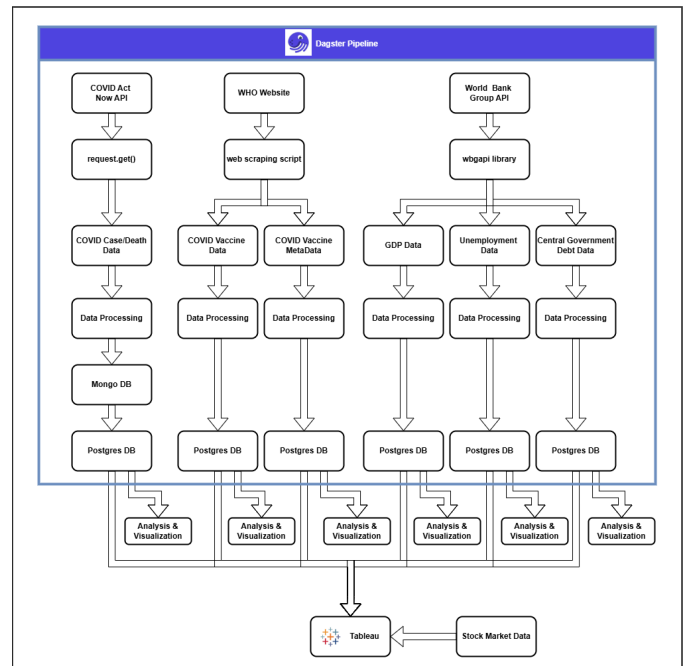 Dagster Pipeline
COVID Act
Now API
WHO Website
World Bank
Group API
request.get()
web scraping script
wbgapi library
COVID Case/Death
Data
COVID Vaccine
Data
COVID Vaccine
MetaData
GDP Data
Unemployment
Data
Central Government
Debt Data
Data Processing
Data Processing
Data Processing
Data Processing
Data Processing
Data Processing
Mongo DB
Postgres DB
Postgres DB
Postgres DB
Postgres DB
Postgres DB
Postgres DB
Analysis &
Visualization
Analysis &
Visualization
Analysis &
Visualization
Analysis &
Visualization
Analysis &
Visualization
Analysis &
Visualization
Tableau
Stock Market Data